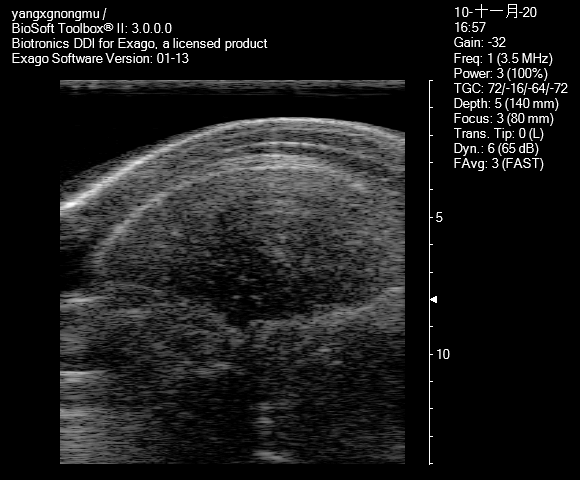 yangxgnongmu /
BioSoft Toolbox® II: 3.0.0.0
Biotronics DDI for Exago, a licensed product
Exago Software Version: 01-13
10-十一月-20
16:57
Gain: -32
Freq: 1 (3.5 MHz)
Power: 3 (100%)
TGC: 72/-16/-64/-72
Depth: 5 (140 mm)
Focus: 3 (80 mm)
Trans. Tip: 0 (L)
Dyn.: 6 (65 dB)
FAvg: 3 (FAST)
5
10